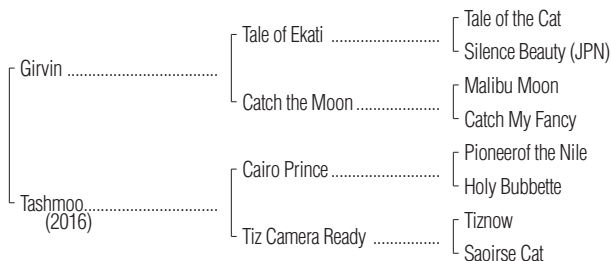 Tale of the Cat
Tale of Ekati
Silence Beauty (JPN)
Girvin
Malibu Moon
Catch the Moon
Catch My Fancy
Pioneerof the Nile
Cairo Prince
Holy Bubbette
Tashmoo
(2016)
Tiznow
Tiz Camera Ready
Saoirse Cat